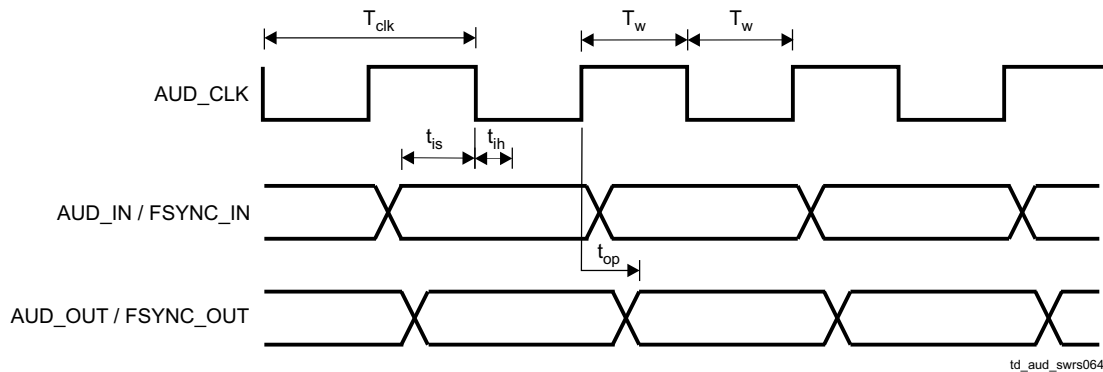 T_clk T_w T_w
AUD_CLK
t_is t_ih
AUD_IN / FSYNC_IN
t_op
AUD_OUT / FSYNC_OUT
td_aud_swrs064